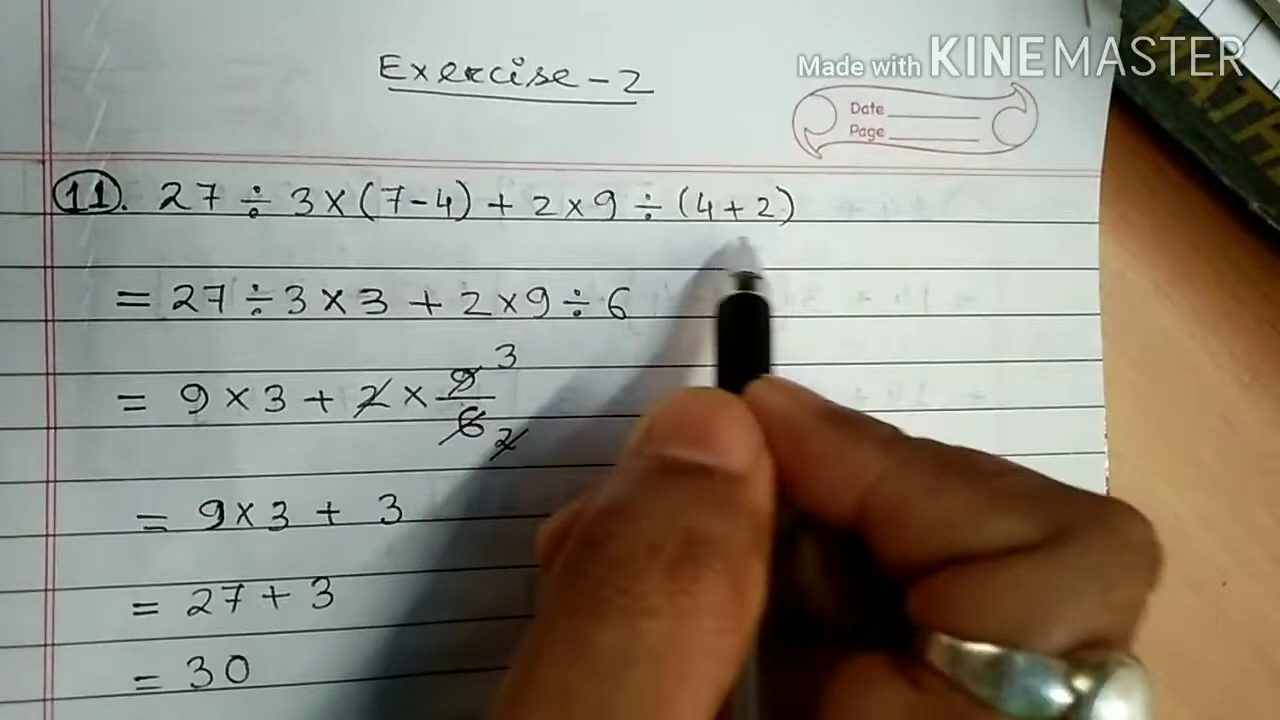 Made with KINEMASTER
Exercise-2
Date
Page
MATH
11. 27 ÷ 3 × (7-4) + 2 × 9 ÷ (4+2)
= 27 ÷ 3 × 3 + 2 × 9 ÷ 6
= 9 × 3 + 2 × 9/6 3 2
= 9 × 3 + 3
= 27 + 3
= 30